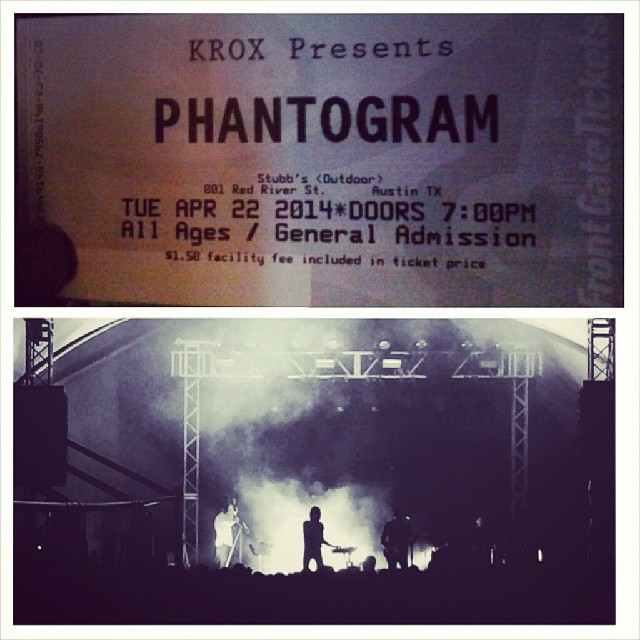 KROX Presents
PHANTOGRAM
Stubb's (Outdoor)
801 Red River St. Austin TX
TUE APR 22 2014*DOORS 7:00PM
All Ages / General Admission
$1.50 facility fee included in ticket price
FrontGateTickets